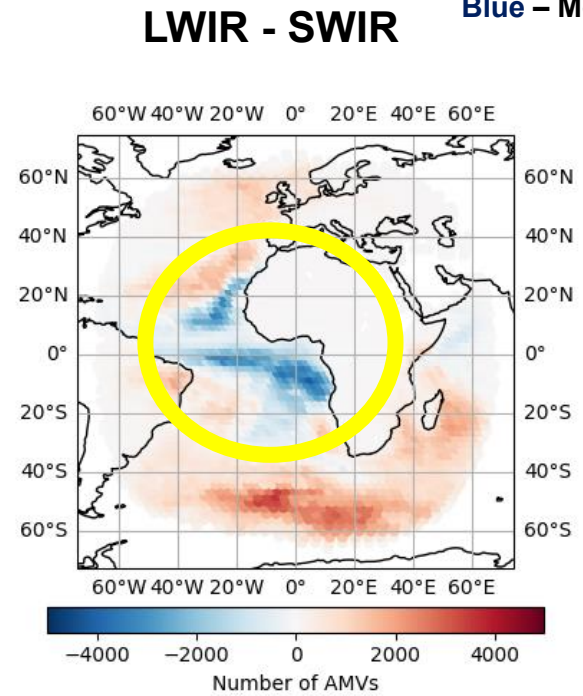 Blue – M
LWIR - SWIR
60°W 40°W 20°W 0° 20°E 40°E 60°E
60°N 60°N
40°N 40°N
20°N 20°N
0° 0°
20°S 20°S
40°S 40°S
60°S 60°S
60°W 40°W 20°W 0° 20°E 40°E 60°E
−4000 −2000 0 2000 4000
Number of AMVs